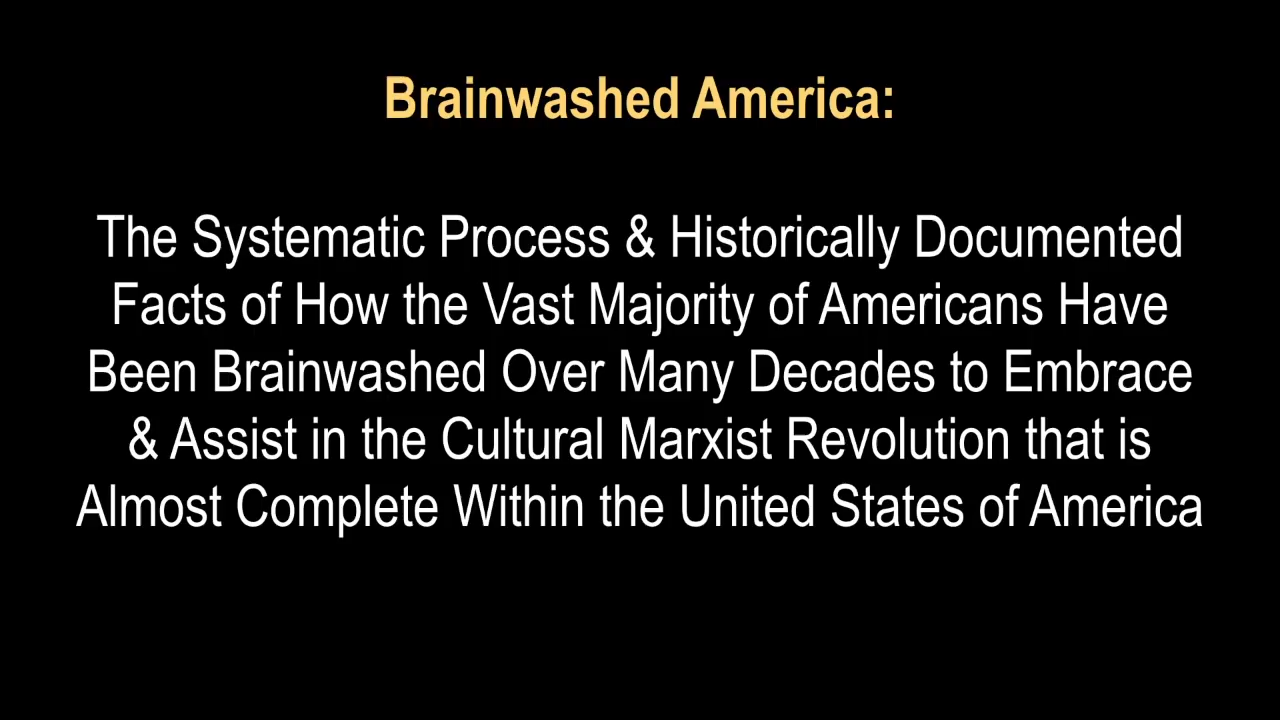 Brainwashed America:
The Systematic Process & Historically Documented
Facts of How the Vast Majority of Americans Have
Been Brainwashed Over Many Decades to Embrace
& Assist in the Cultural Marxist Revolution that is
Almost Complete Within the United States of America